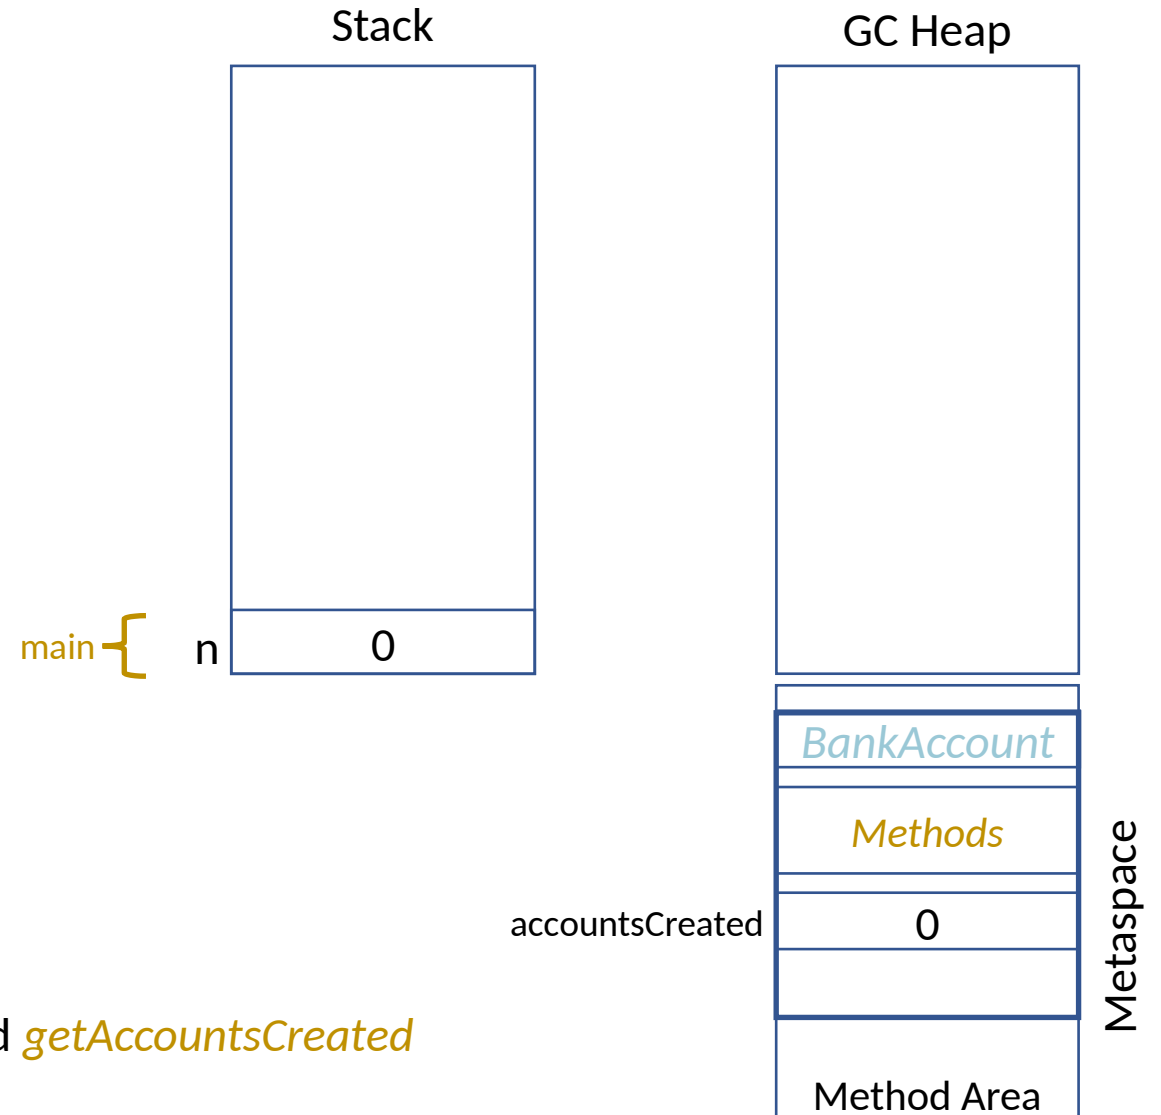 Stack
GC Heap
main
n
0
BankAccount
Methods
accountsCreated
0
Metaspace
d getAccountsCreated
Method Area